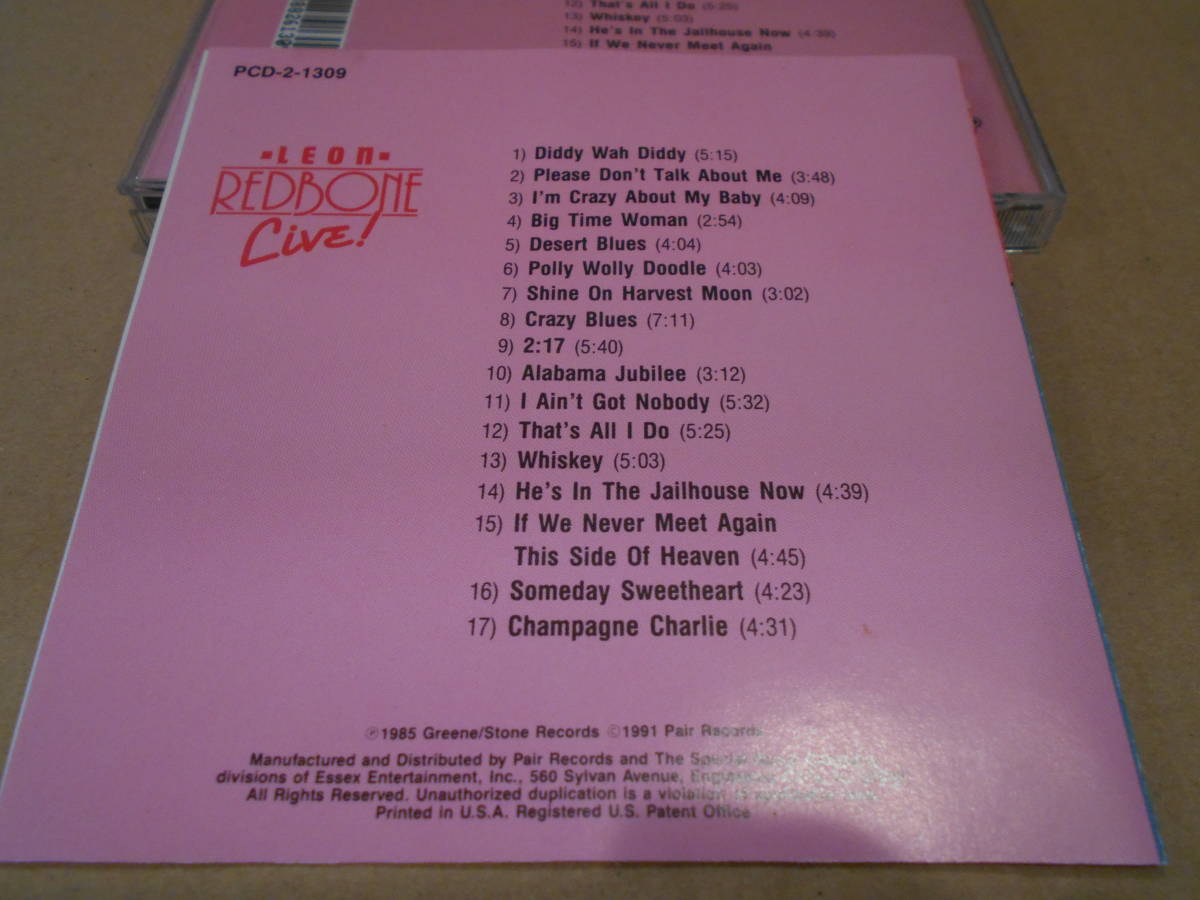 12) That's All I Do (5:25)
13) Whiskey (5:03)
14) He's In The Jailhouse Now (4:39)
15) If We Never Meet Again
PCD-2-1309
LEON
REDBONE
Live!
1) Diddy Wah Diddy (5:15)
2) Please Don't Talk About Me (3:48)
3) I'm Crazy About My Baby (4:09)
4) Big Time Woman (2:54)
5) Desert Blues (4:04)
6) Polly Wolly Doodle (4:03)
7) Shine On Harvest Moon (3:02)
8) Crazy Blues (7:11)
9) 2:17 (5:40)
10) Alabama Jubilee (3:12)
11) I Ain't Got Nobody (5:32)
12) That's All I Do (5:25)
13) Whiskey (5:03)
14) He's In The Jailhouse Now (4:39)
15) If We Never Meet Again
This Side Of Heaven (4:45)
16) Someday Sweetheart (4:23)
17) Champagne Charlie (4:31)
℗1985 Greene/Stone Records ©1991 Pair Records
Manufactured and Distributed by Pair Records and The
divisions of Essex Entertainment, Inc., 560 Sylvan Avenue,
All Rights Reserved. Unauthorized duplication is a violation
Printed in U.S.A. Registered U.S. Patent Office